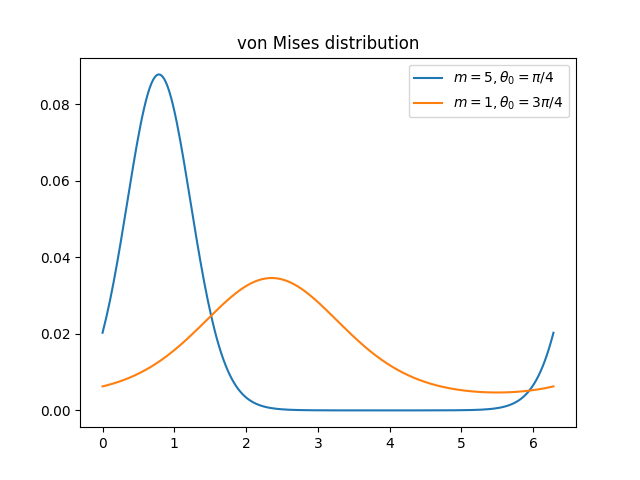 von Mises distribution
m = 5, θ₀ = π/4
m = 1, θ₀ = 3π/4
0.08
0.06
0.04
0.02
0.00
0 1 2 3 4 5 6